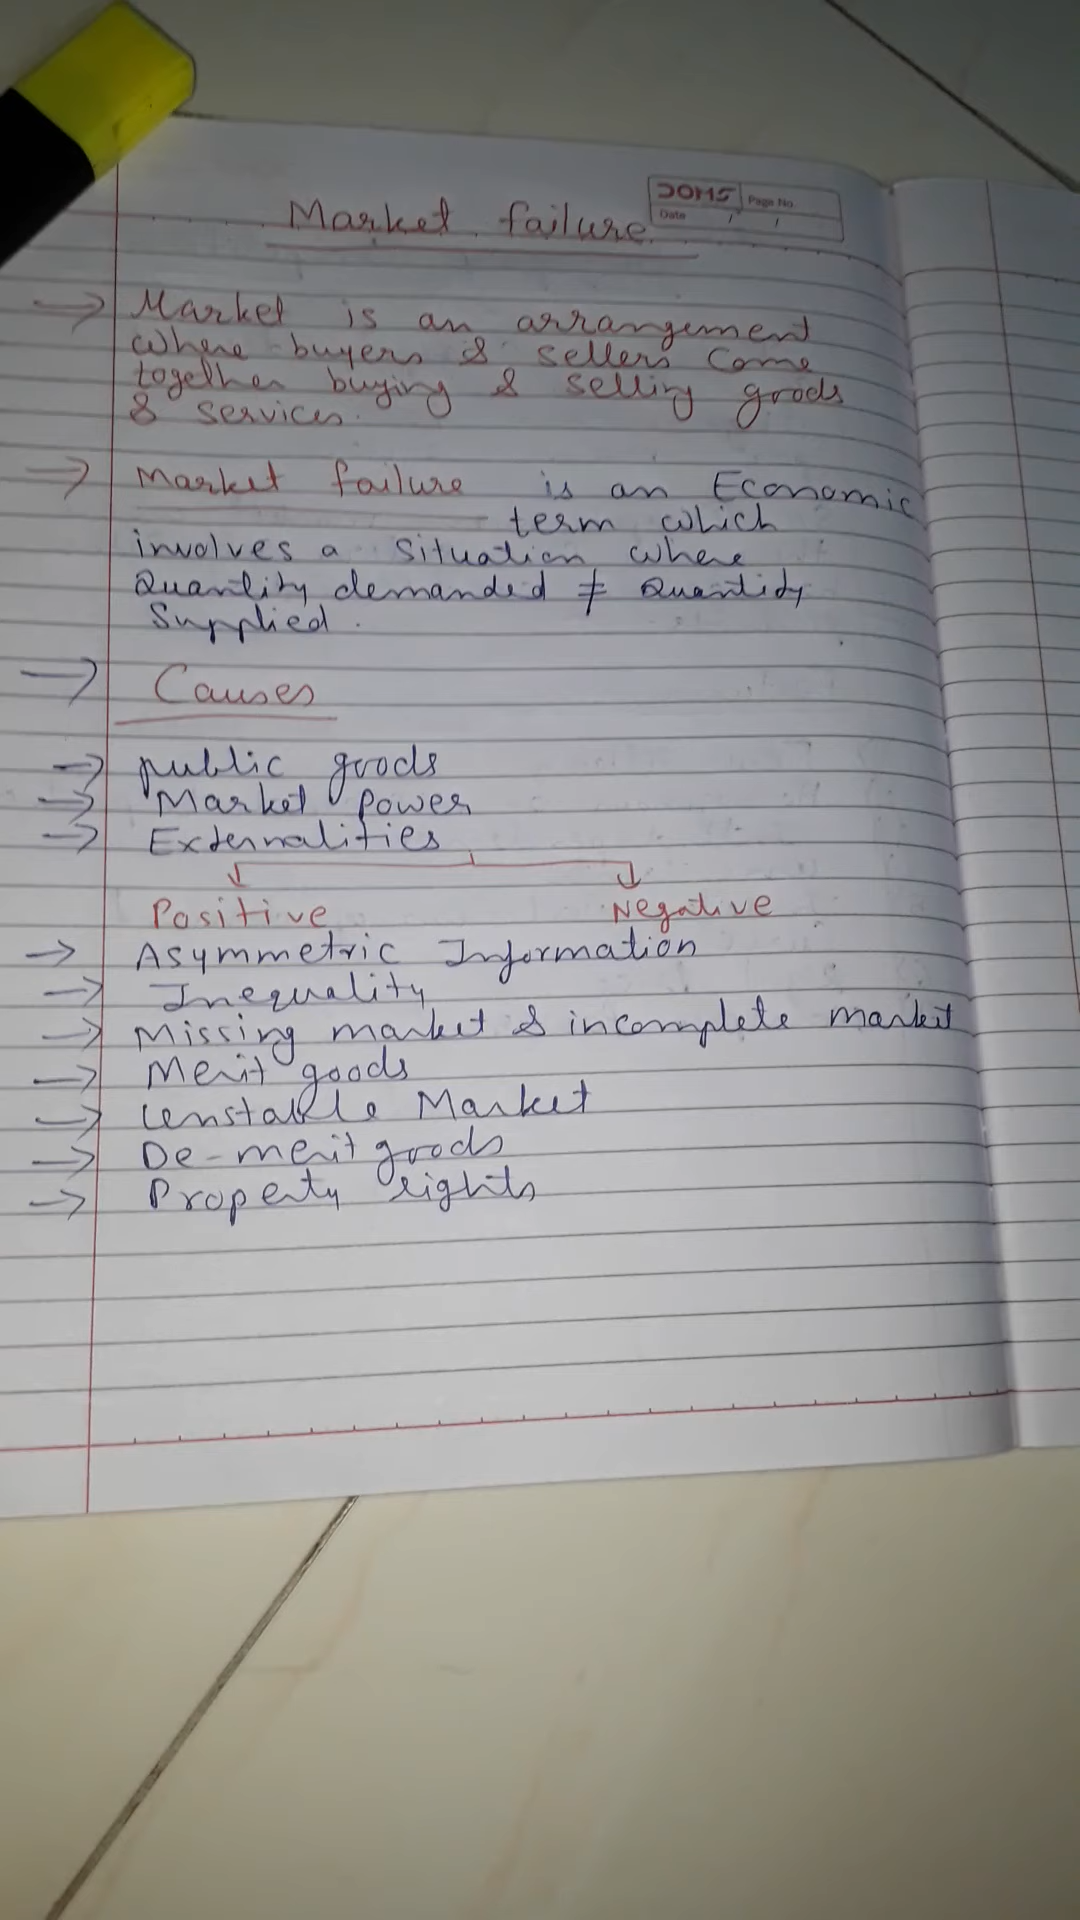 DOMS Page No.
Date / /
Market failure
→ Market is an arrangement
where buyers & sellers come
together buying & selling goods
& services.
→ Market failure is an Economic
term which
involves a situation where
Quantity demanded ≠ Quantity
Supplied.
→ Causes
→ public goods
→ Market Power
→ Externalities
Positive Negative
→ Asymmetric Information
→ Inequality
→ Missing market & incomplete market
→ Merit goods
→ Unstable Market
→ De-merit goods
→ Property rights